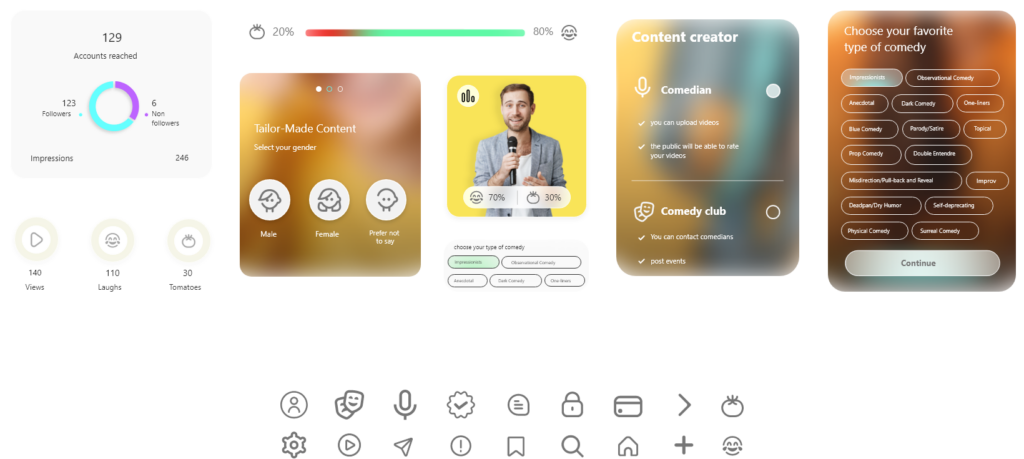 129
Accounts reached
123
Followers
6
Non
followers
Impressions
246
140
Views
110
Laughs
30
Tomatoes
20%
80%
Tailor-Made Content
Select your gender
Male
Female
Prefer not
to say
70%
30%
choose your type of comedy
Impressionists
Observational Comedy
Anecdotal
Dark Comedy
One-liners
Content creator
Comedian
you can upload videos
the public will be able to rate
your videos
Comedy club
You can contact comedians
post events
Choose your favorite
type of comedy
Impressionists
Observational Comedy
Anecdotal
Dark Comedy
One-liners
Blue Comedy
Parody/Satire
Topical
Prop Comedy
Double Entendre
Misdirection/Pull-back and Reveal
Improv
Deadpan/Dry Humor
Self-deprecating
Physical Comedy
Surreal Comedy
Continue